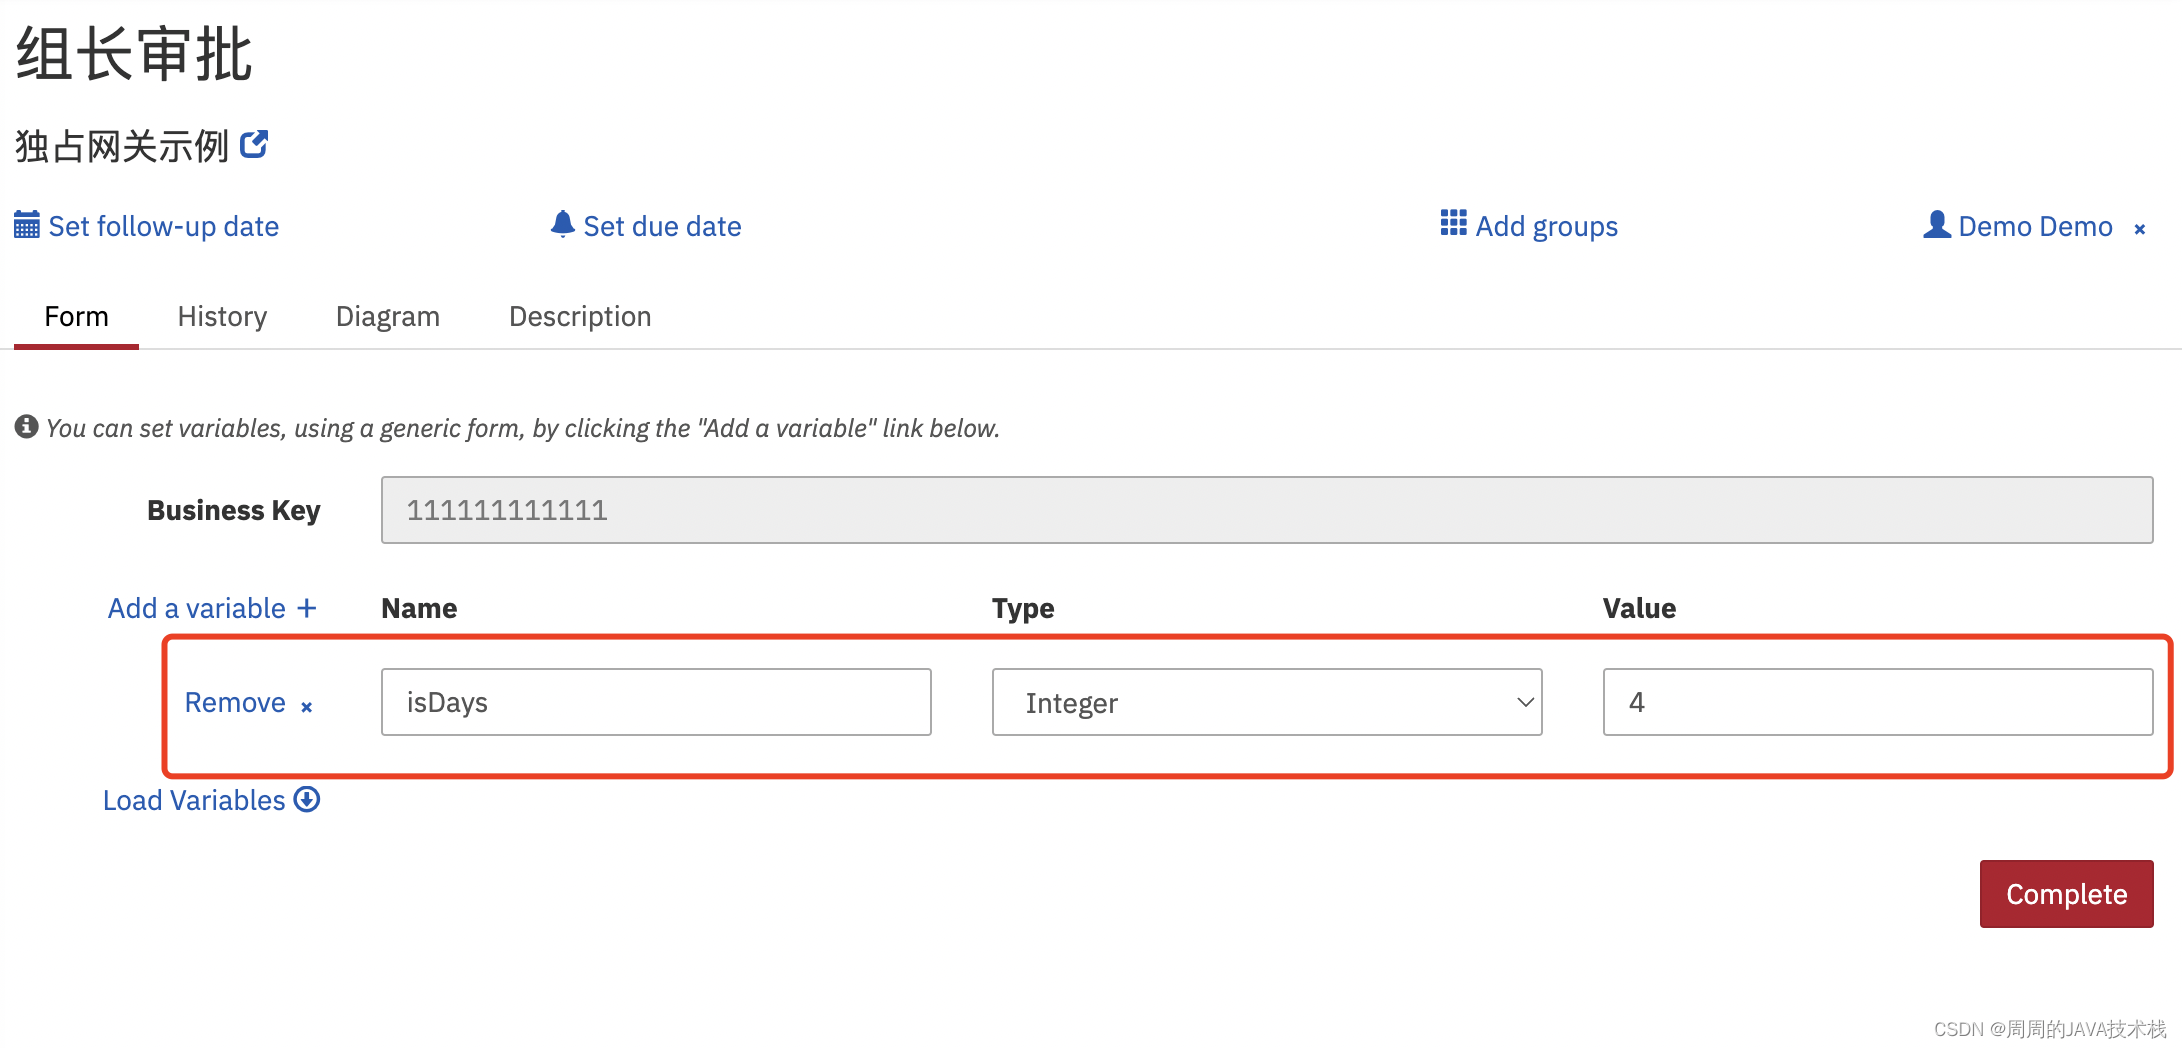 组长审批
独占网关示例
Set follow-up date Set due date Add groups Demo Demo ×
Form History Diagram Description
You can set variables, using a generic form, by clicking the "Add a variable" link below.
Business Key 111111111111
Add a variable + Name Type Value
Remove × isDays Integer 4
Load Variables
Complete
CSDN @周周的JAVA技术栈